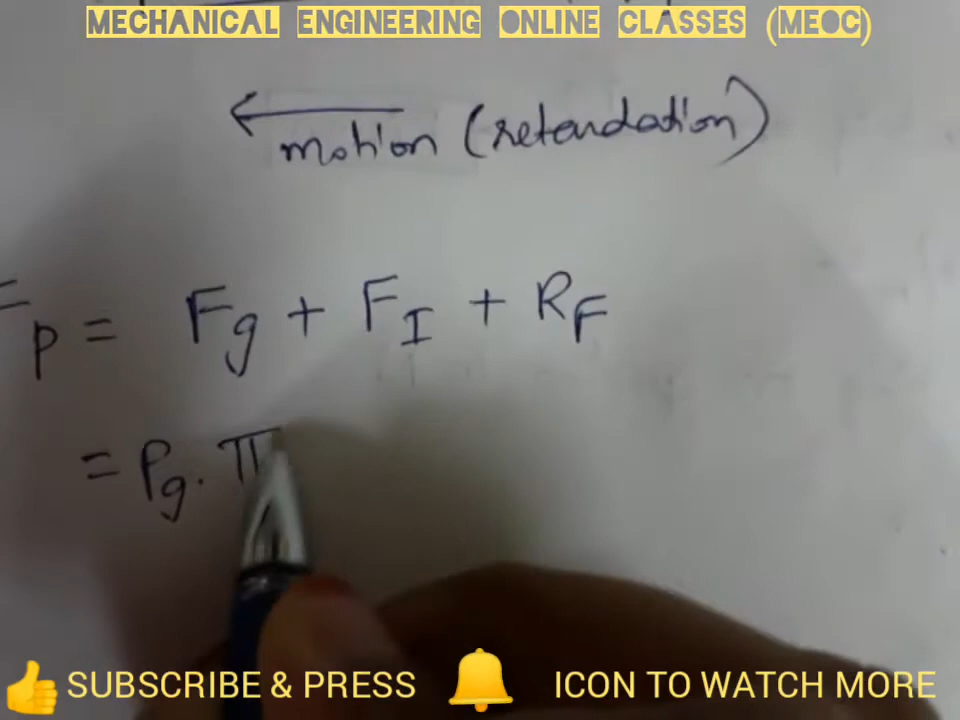 MECHANICAL ENGINEERING ONLINE CLASSES (MEOC)
motion (retardation)
Fp = Fg + FI + RF
= Pg. π
SUBSCRIBE & PRESS ICON TO WATCH MORE